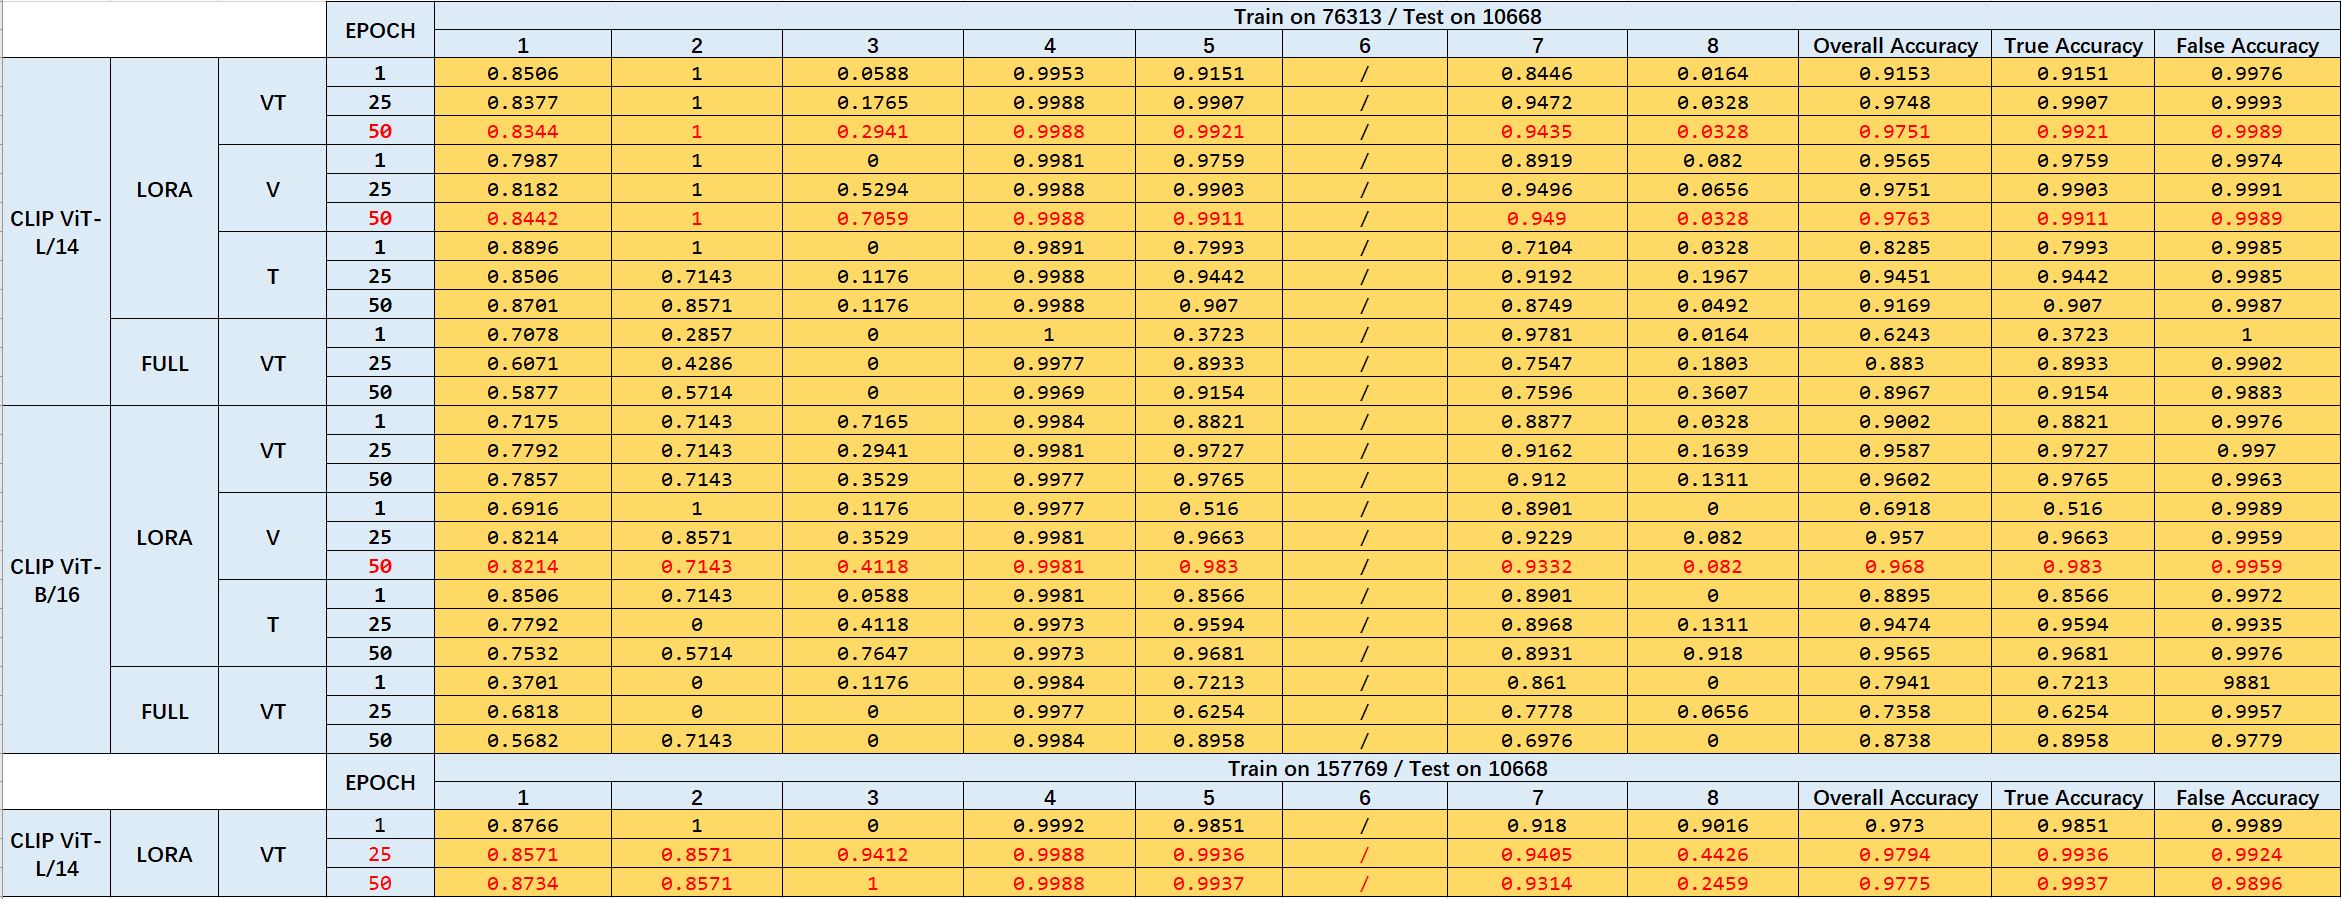 EPOCH Train on 76313 / Test on 10668
1 2 3 4 5 6 7 8 Overall Accuracy True Accuracy False Accuracy
CLIP ViT-L/14 LORA VT 1 0.8506 1 0.0588 0.9953 0.9151 / 0.8446 0.0164 0.9153 0.9151 0.9976
25 0.8377 1 0.1765 0.9988 0.9907 / 0.9472 0.0328 0.9748 0.9907 0.9993
50 0.8344 1 0.2941 0.9988 0.9921 / 0.9435 0.0328 0.9751 0.9921 0.9989
V 1 0.7987 1 0 0.9981 0.9759 / 0.8919 0.082 0.9565 0.9759 0.9974
25 0.8182 1 0.5294 0.9988 0.9903 / 0.9496 0.0656 0.9751 0.9903 0.9991
50 0.8442 1 0.7059 0.9988 0.9911 / 0.949 0.0328 0.9763 0.9911 0.9989
T 1 0.8896 1 0 0.9891 0.7993 / 0.7104 0.0328 0.8285 0.7993 0.9985
25 0.8506 0.7143 0.1176 0.9988 0.9442 / 0.9192 0.1967 0.9451 0.9442 0.9985
50 0.8701 0.8571 0.1176 0.9988 0.907 / 0.8749 0.0492 0.9169 0.907 0.9987
FULL VT 1 0.7078 0.2857 0 1 0.3723 / 0.9781 0.0164 0.6243 0.3723 1
25 0.6071 0.4286 0 0.9977 0.8933 / 0.7547 0.1803 0.883 0.8933 0.9902
50 0.5877 0.5714 0 0.9969 0.9154 / 0.7596 0.3607 0.8967 0.9154 0.9883
CLIP ViT-B/16 LORA VT 1 0.7175 0.7143 0.7165 0.9984 0.8821 / 0.8877 0.0328 0.9002 0.8821 0.9976
25 0.7792 0.7143 0.2941 0.9981 0.9727 / 0.9162 0.1639 0.9587 0.9727 0.997
50 0.7857 0.7143 0.3529 0.9977 0.9765 / 0.912 0.1311 0.9602 0.9765 0.9963
V 1 0.6916 1 0.1176 0.9977 0.516 / 0.8901 0 0.6918 0.516 0.9989
25 0.8214 0.8571 0.3529 0.9981 0.9663 / 0.9229 0.082 0.957 0.9663 0.9959
50 0.8214 0.7143 0.4118 0.9981 0.983 / 0.9332 0.082 0.968 0.983 0.9959
T 1 0.8506 0.7143 0.0588 0.9981 0.8566 / 0.8901 0 0.8895 0.8566 0.9972
25 0.7792 0 0.4118 0.9973 0.9594 / 0.8968 0.1311 0.9474 0.9594 0.9935
50 0.7532 0.5714 0.7647 0.9973 0.9681 / 0.8931 0.918 0.9565 0.9681 0.9976
FULL VT 1 0.3701 0 0.1176 0.9984 0.7213 / 0.861 0 0.7941 0.7213 9881
25 0.6818 0 0 0.9977 0.6254 / 0.7778 0.0656 0.7358 0.6254 0.9957
50 0.5682 0.7143 0 0.9984 0.8958 / 0.6976 0 0.8738 0.8958 0.9779
EPOCH Train on 157769 / Test on 10668
1 2 3 4 5 6 7 8 Overall Accuracy True Accuracy False Accuracy
CLIP ViT-L/14 LORA VT 1 0.8766 1 0 0.9992 0.9851 / 0.918 0.9016 0.973 0.9851 0.9989
25 0.8571 0.8571 0.9412 0.9988 0.9936 / 0.9405 0.4426 0.9794 0.9936 0.9924
50 0.8734 0.8571 1 0.9988 0.9937 / 0.9314 0.2459 0.9775 0.9937 0.9896